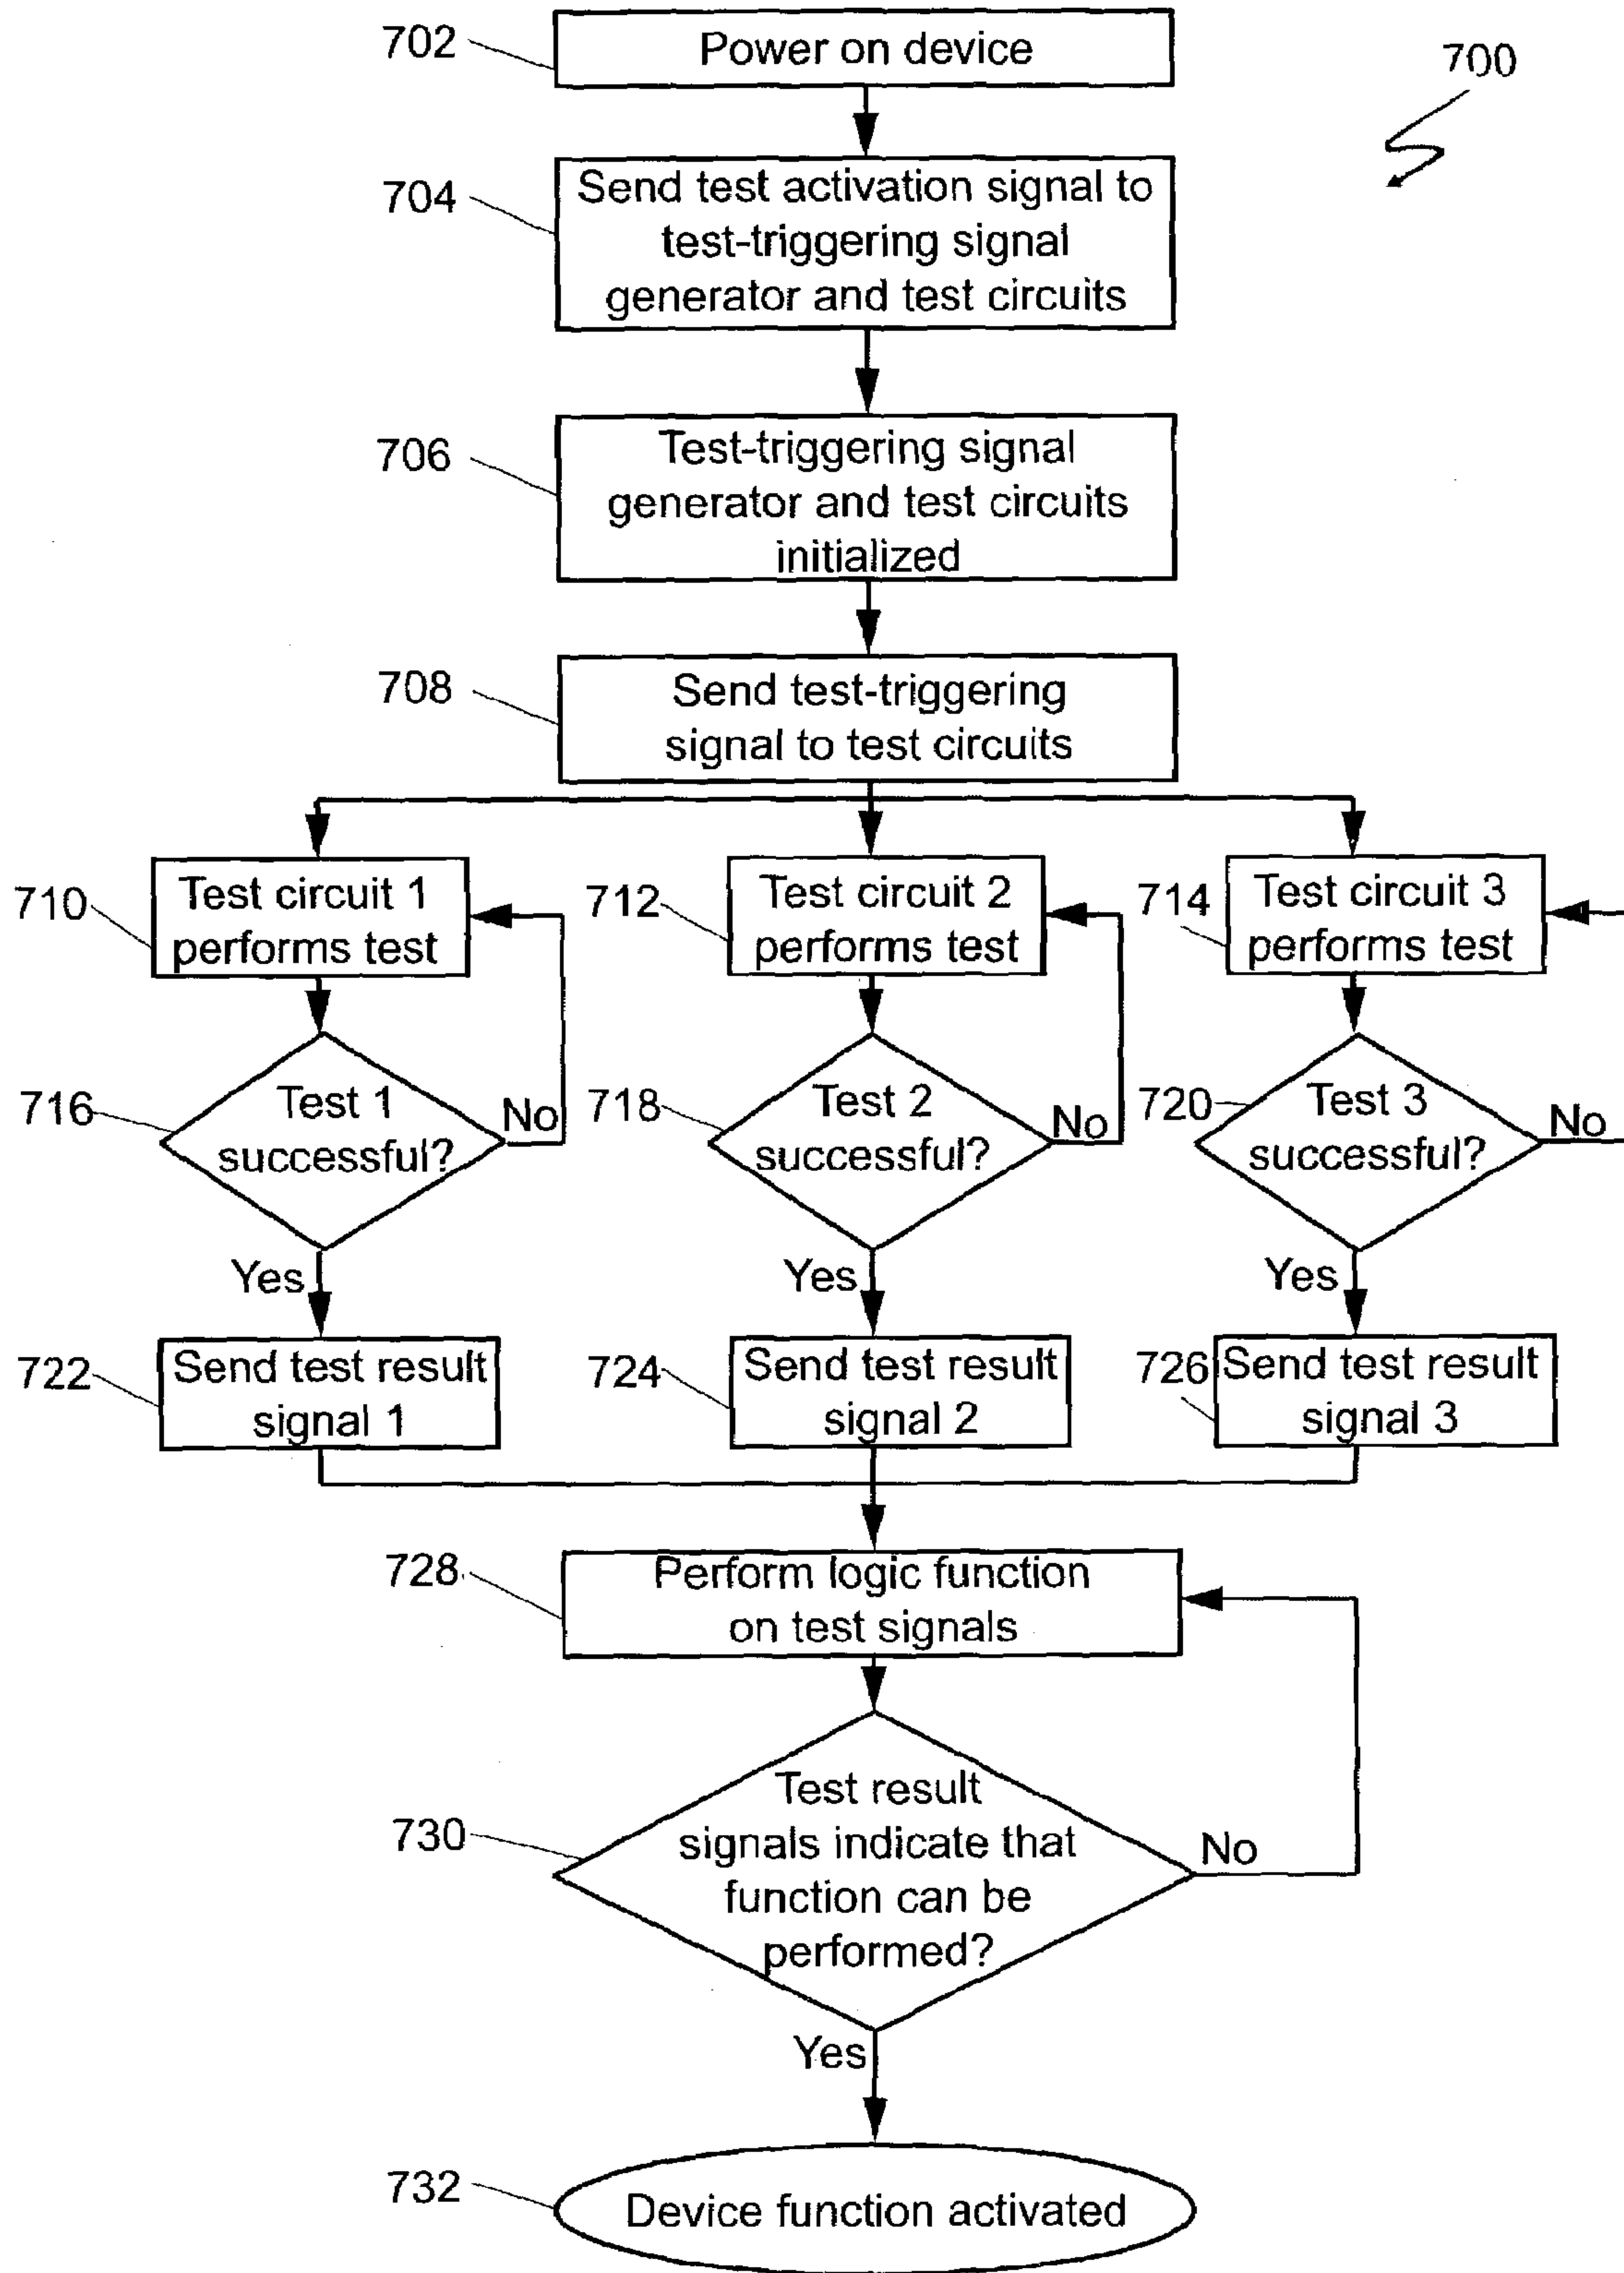 702
Power on device
700
704
Send test activation signal to
test-triggering signal
generator and test circuits
706
Test-triggering signal
generator and test circuits
initialized
708
Send test-triggering
signal to test circuits
710
Test circuit 1
performs test
712
Test circuit 2
performs test
714
Test circuit 3
performs test
716
Test 1
successful?
No
718
Test 2
successful?
No
720
Test 3
successful?
No
Yes
Yes
Yes
722
Send test result
signal 1
724
Send test result
signal 2
726
Send test result
signal 3
728
Perform logic function
on test signals
730
Test result
signals indicate that
function can be
performed?
No
Yes
732
Device function activated